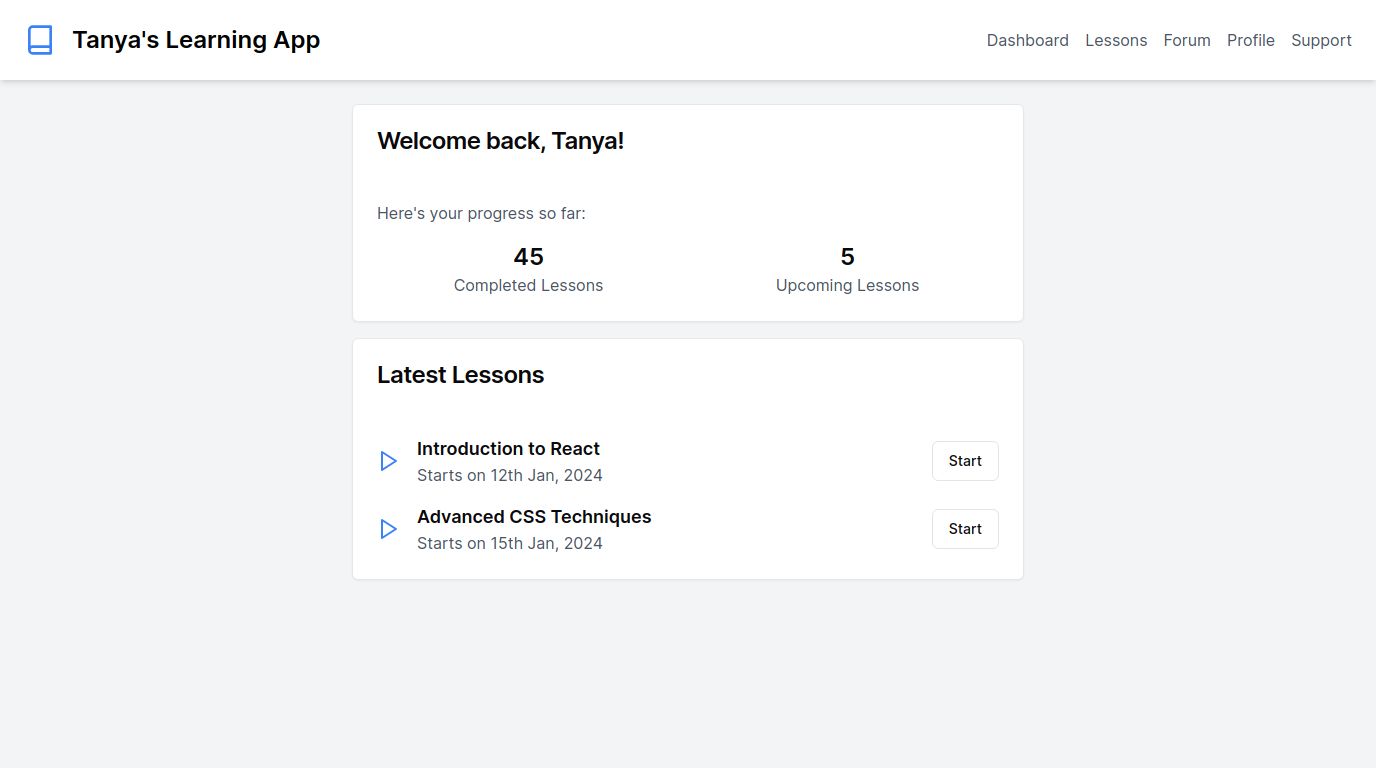 Tanya's Learning App
Dashboard Lessons Forum Profile Support
Welcome back, Tanya!
Here's your progress so far:
45 5
Completed Lessons Upcoming Lessons
Latest Lessons
Introduction to React
Starts on 12th Jan, 2024
Start
Advanced CSS Techniques
Starts on 15th Jan, 2024
Start